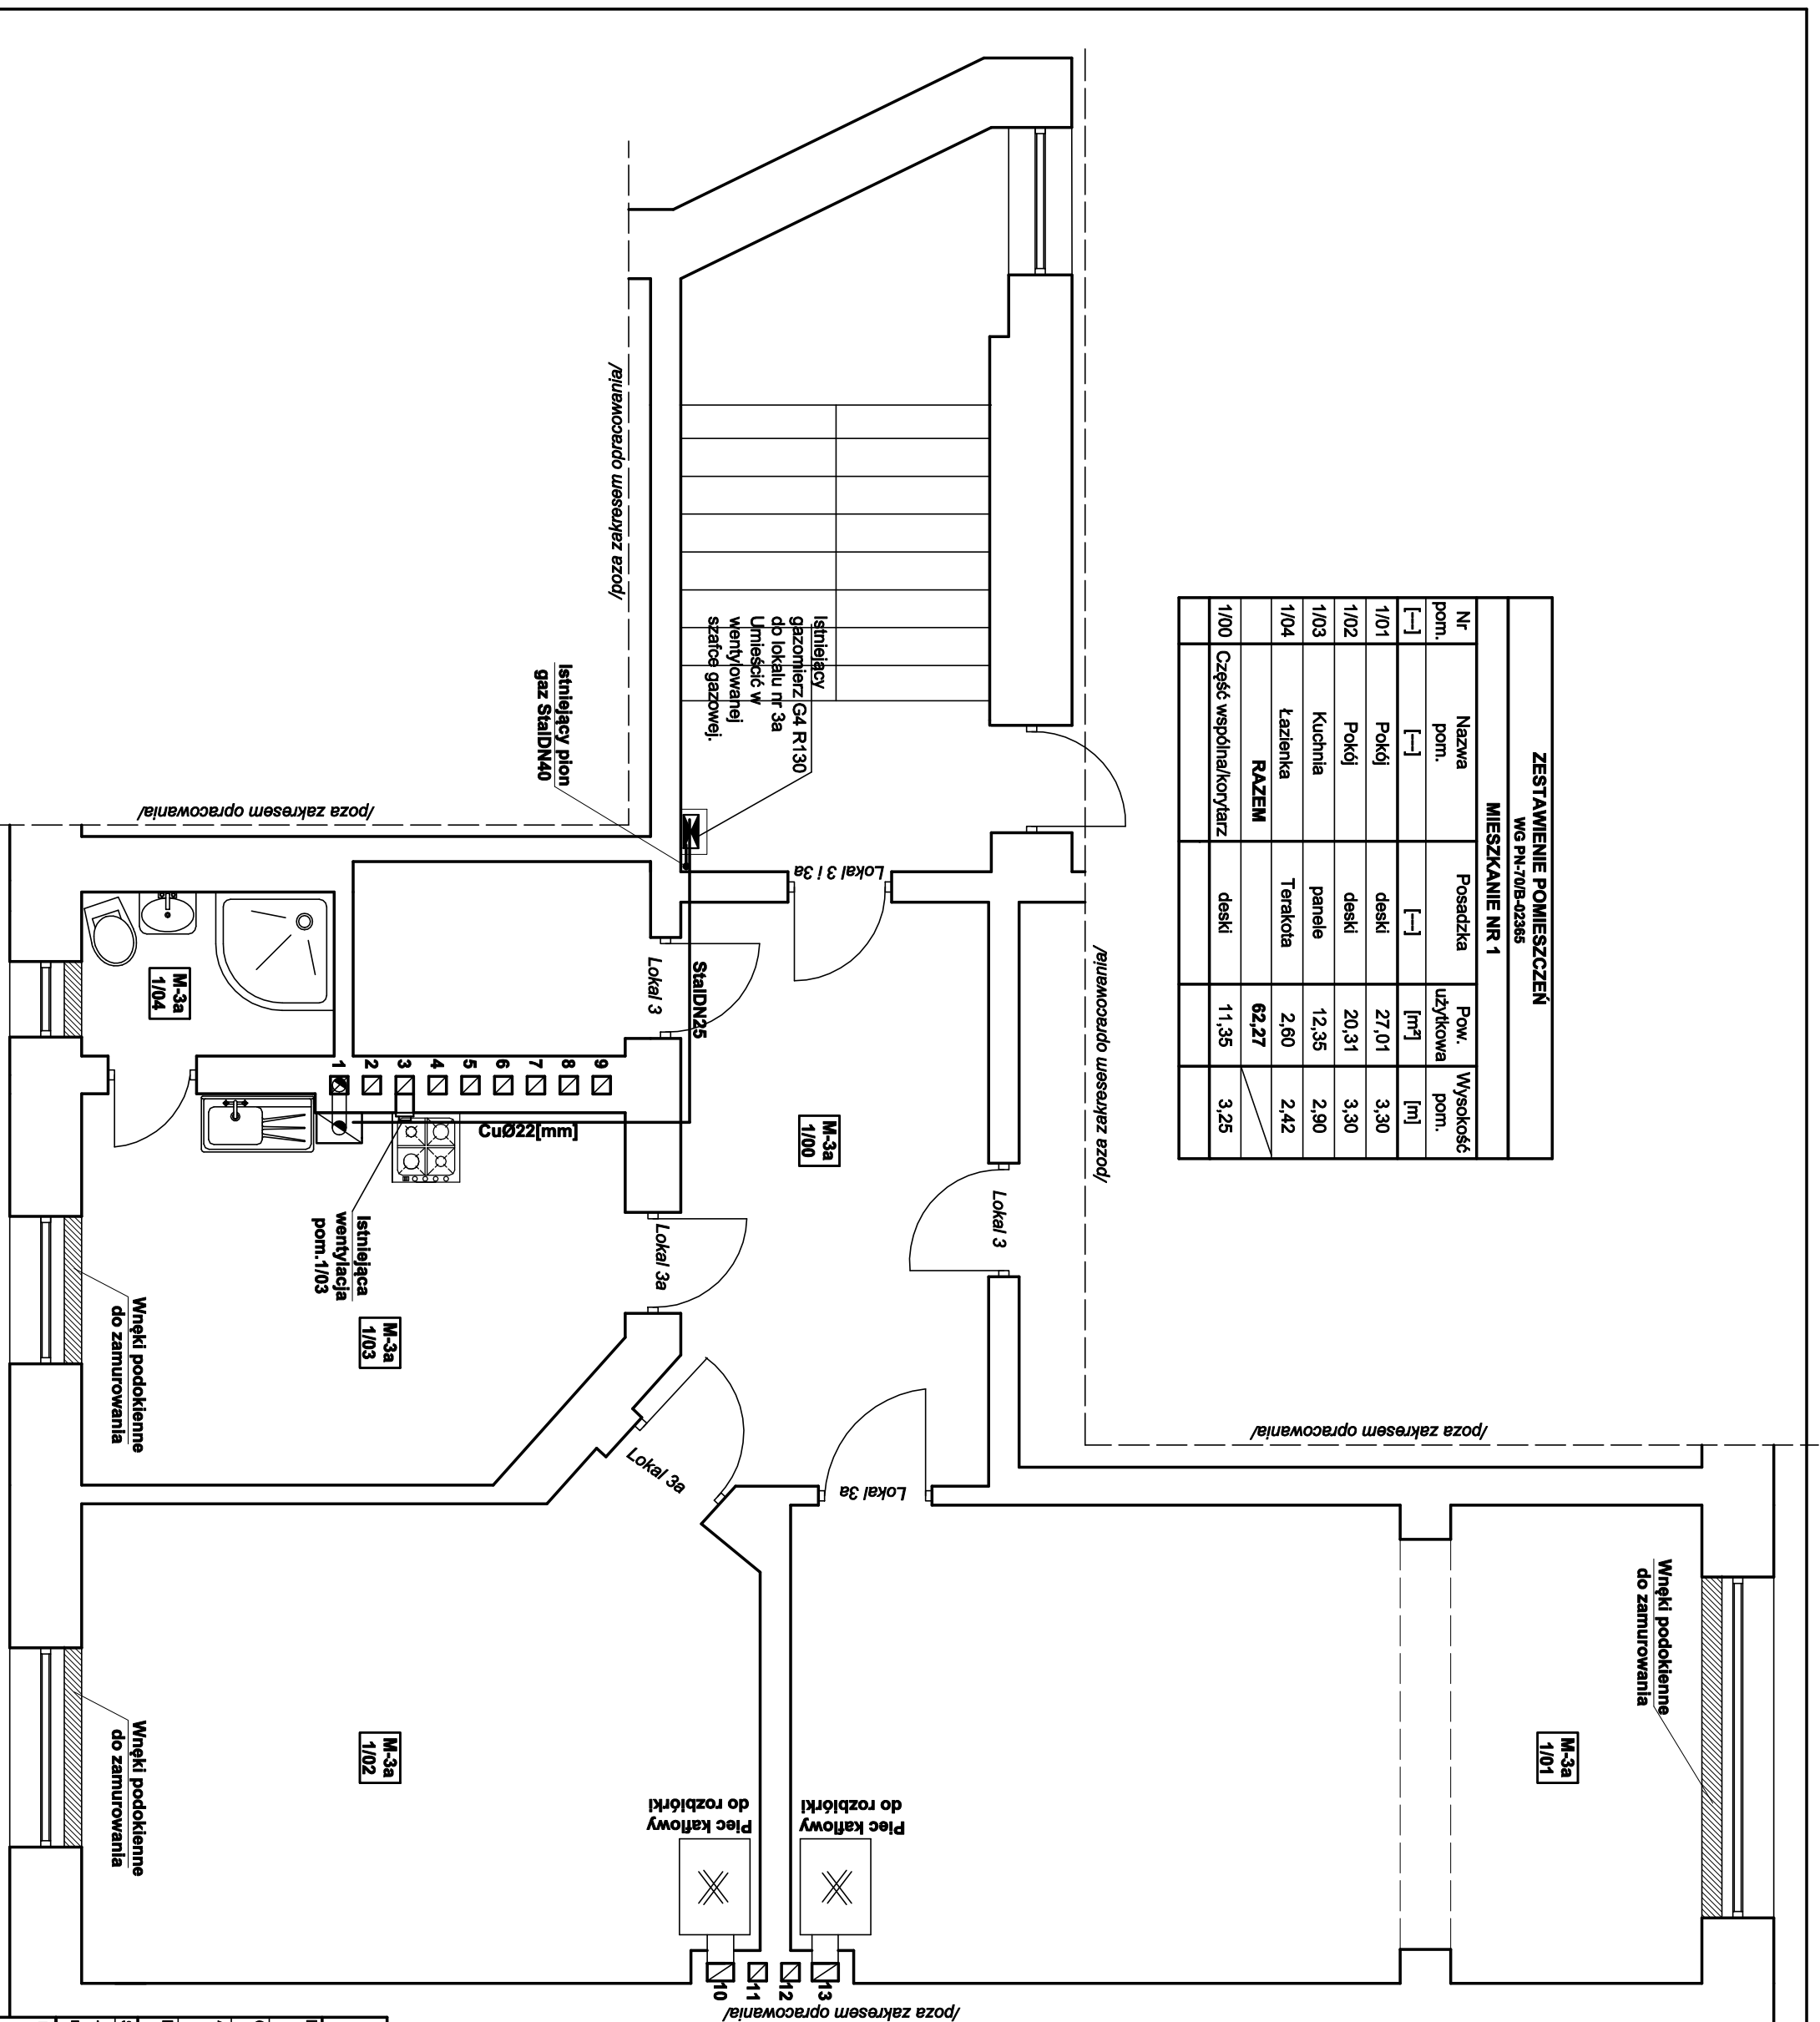 ZESTAWIENIE POMIESZCZEŃ
WG PN-70/B-02365
MIESZKANIE NR 1
Nr pom. Nazwa pom. Posadzka Pow. użytkowa Wysokość pom.
[---] [---] [---] [m²] [m]
1/01 Pokój deski 27,01 3,30
1/02 Pokój deski 20,31 3,30
1/03 Kuchnia panele 12,35 2,90
1/04 Łazienka Terakota 2,60 2,42
RAZEM 62,27
1/00 Część wspólna/korytarz deski 11,35 3,25
/poza zakresem opracowania/
/poza zakresem opracowania/
/poza zakresem opracowania/
/poza zakresem opracowania/
/poza zakresem opracowania/
Istniejący
gazomierz G4 R130
do lokalu nr 3a
Umieścić w
wentylowanej
szafce gazowej.
Istniejący pion
gaz StalDN40
Lokal 3 i 3a
Lokal 3
StalDN25
Lokal 3
Lokal 3a
Lokal 3a
Lokal 3a
M-3a
1/00
M-3a
1/01
M-3a
1/02
M-3a
1/03
M-3a
1/04
1
2
3
4
5
6
7
8
9
CuØ22[mm]
Istniejąca
wentylacja
pom.1/03
Wnęki podokienne
do zamurowania
Wnęki podokienne
do zamurowania
Wnęki podokienne
do zamurowania
Piec kaflowy
do rozbiórki
Piec kaflowy
do rozbiórki
10
11
12
13